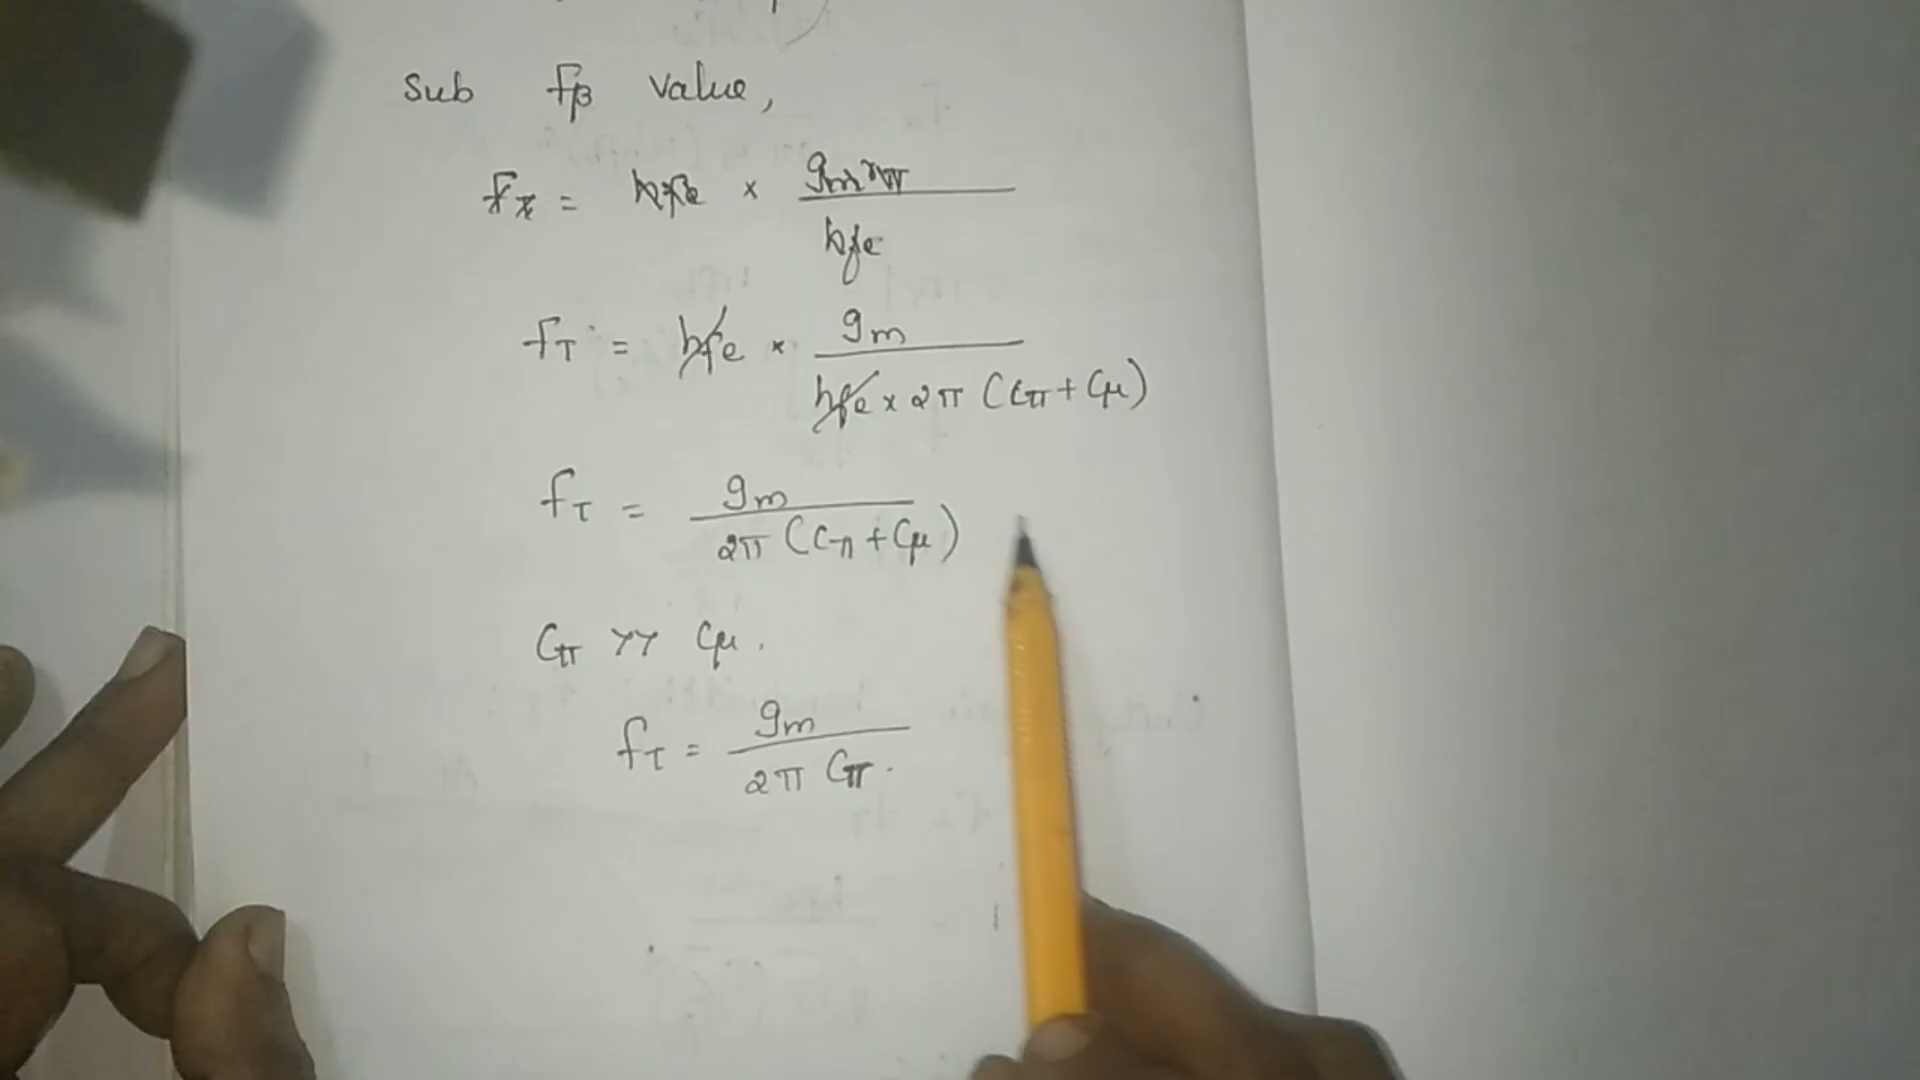 Sub fβ value,
fT = hfe × gm rπ / hfe
fT = hfe × gm / hfe × 2π (Cπ + Cμ)
fT = gm / 2π (Cπ + Cμ)
Cπ >> Cμ.
fT = gm / 2π Cπ.